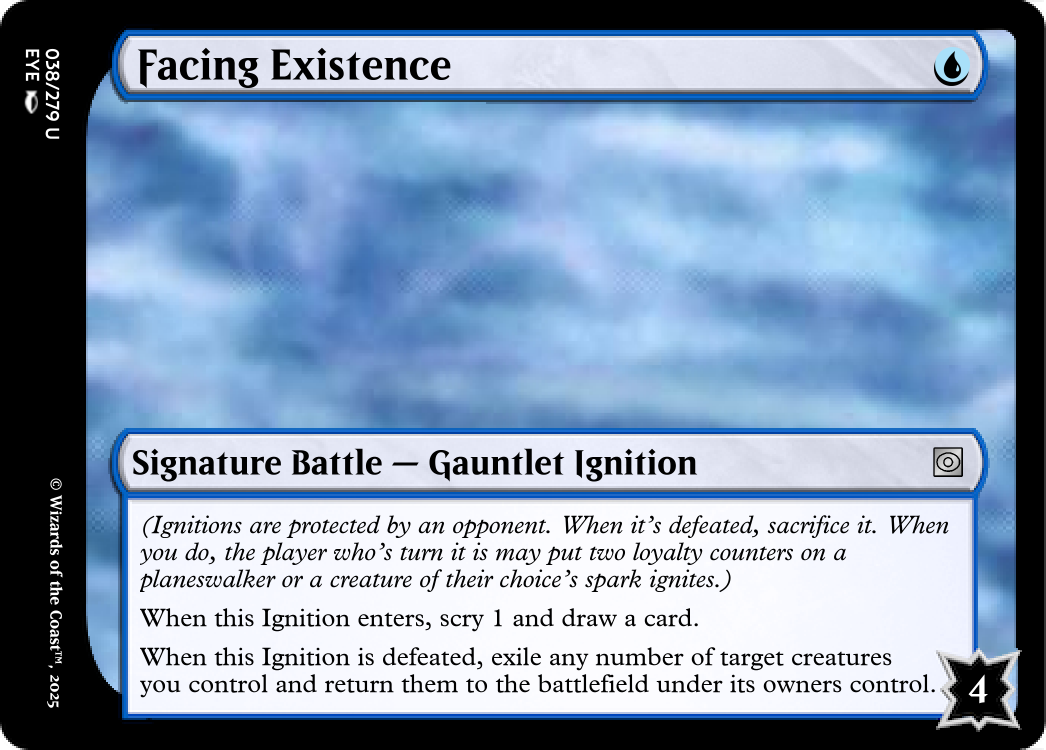 Facing Existence
Signature Battle — Gauntlet Ignition
(Ignitions are protected by an opponent. When it's defeated, sacrifice it. When
you do, the player who's turn it is may put two loyalty counters on a
planeswalker or a creature of their choice's spark ignites.)
When this Ignition enters, scry 1 and draw a card.
When this Ignition is defeated, exile any number of target creatures
you control and return them to the battlefield under its owners control.
4
038/279 U
EYE
© Wizards of the Coast™, 2025